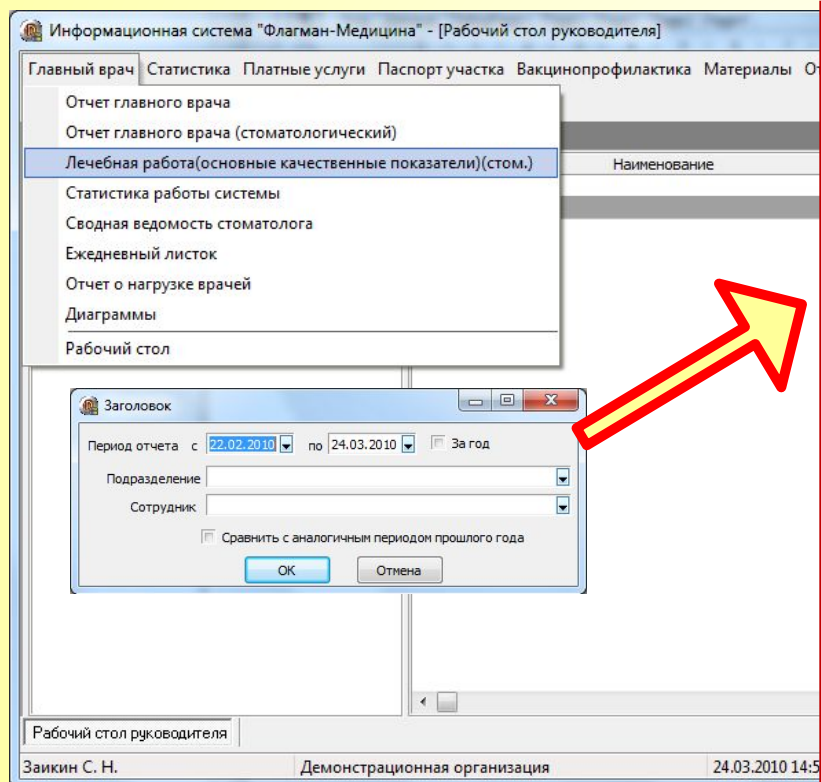 Информационная система "Флагман-Медицина" - [Рабочий стол руководителя]
Главный врач Статистика Платные услуги Паспорт участка Вакцинопрофилактика Материалы
Отчет главного врача
Отчет главного врача (стоматологический)
Лечебная работа(основные качественные показатели)(стом.)
Наименование
Статистика работы системы
Сводная ведомость стоматолога
Ежедневный листок
Отчет о нагрузке врачей
Диаграммы
Рабочий стол
Заголовок
Период отчета с 22.02.2010 по 24.03.2010 За год
Подразделение
Сотрудник
Сравнить с аналогичным периодом прошлого года
ОК Отмена
Рабочий стол руководителя
Заикин С. Н. Демонстрационная организация 24.03.2010